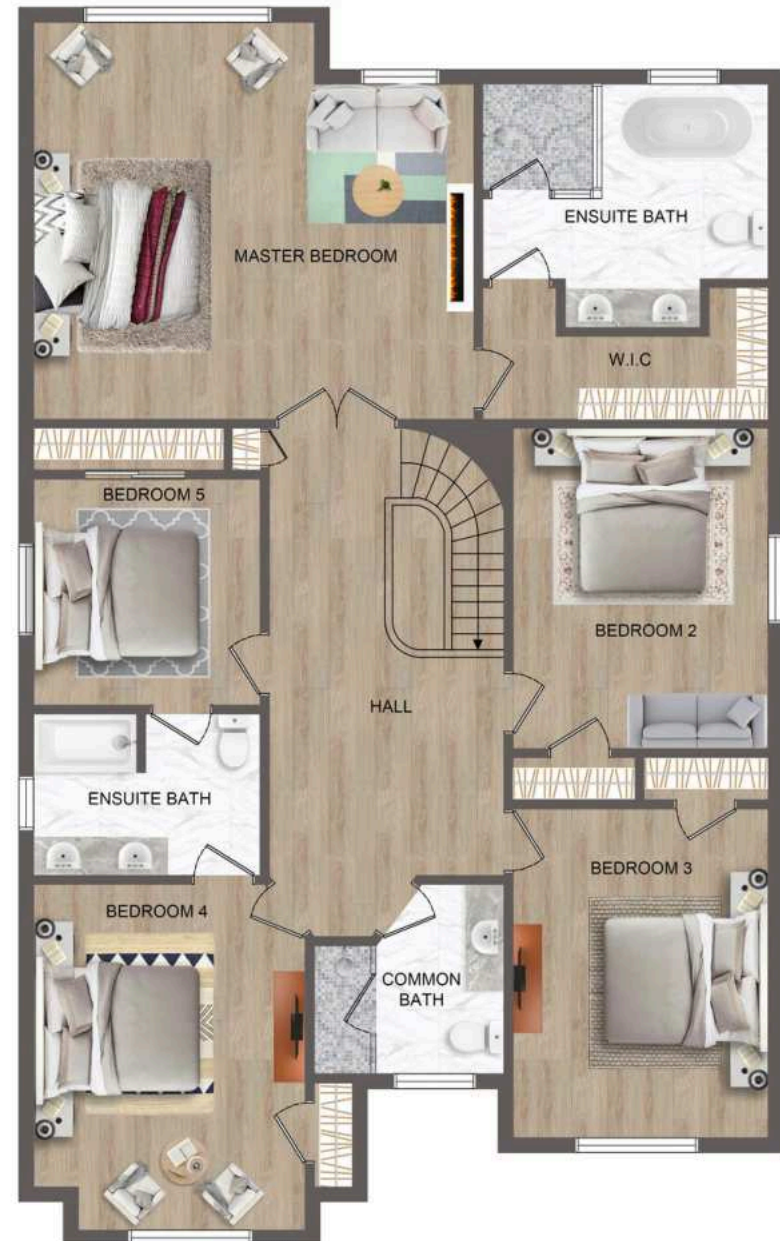 ENSUITE BATH
MASTER BEDROOM
W.I.C
BEDROOM 5
BEDROOM 2
HALL
ENSUITE BATH
BEDROOM 3
BEDROOM 4
COMMON
BATH